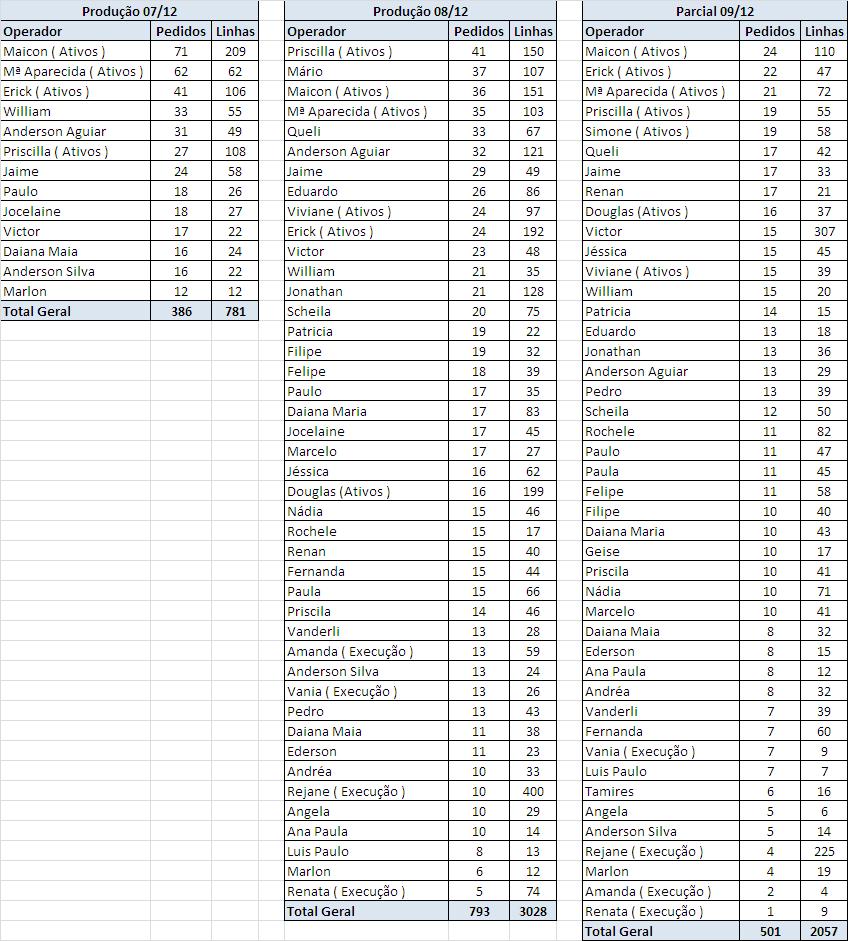 Produção 07/12
Operador Pedidos Linhas
Maicon ( Ativos ) 71 209
Mª Aparecida ( Ativos ) 62 62
Erick ( Ativos ) 41 106
William 33 55
Anderson Aguiar 31 49
Priscilla ( Ativos ) 27 108
Jaime 24 58
Paulo 18 26
Jocelaine 18 27
Victor 17 22
Daiana Maia 16 24
Anderson Silva 16 22
Marlon 12 12
Total Geral 386 781
Produção 08/12
Operador Pedidos Linhas
Priscilla ( Ativos ) 41 150
Mário 37 107
Maicon ( Ativos ) 36 151
Mª Aparecida ( Ativos ) 35 103
Queli 33 67
Anderson Aguiar 32 121
Jaime 29 49
Eduardo 26 86
Viviane ( Ativos ) 24 97
Erick ( Ativos ) 24 192
Victor 23 48
William 21 35
Jonathan 21 128
Scheila 20 75
Patricia 19 22
Filipe 19 32
Felipe 18 39
Paulo 17 35
Daiana Maria 17 83
Jocelaine 17 45
Marcelo 17 27
Jéssica 16 62
Douglas (Ativos ) 16 199
Nádia 15 46
Rochele 15 17
Renan 15 40
Fernanda 15 44
Paula 15 66
Priscila 14 46
Vanderli 13 28
Amanda ( Execução ) 13 59
Anderson Silva 13 24
Vania ( Execução ) 13 26
Pedro 13 43
Daiana Maia 11 38
Ederson 11 23
Andréa 10 33
Rejane ( Execução ) 10 400
Angela 10 29
Ana Paula 10 14
Luis Paulo 8 13
Marlon 6 12
Renata ( Execução ) 5 74
Total Geral 793 3028
Parcial 09/12
Operador Pedidos Linhas
Maicon ( Ativos ) 24 110
Erick ( Ativos ) 22 47
Mª Aparecida ( Ativos ) 21 72
Priscilla ( Ativos ) 19 55
Simone ( Ativos ) 19 58
Queli 17 42
Jaime 17 33
Renan 17 21
Douglas (Ativos ) 16 37
Victor 15 307
Jéssica 15 45
Viviane ( Ativos ) 15 39
William 15 20
Patricia 14 15
Eduardo 13 18
Jonathan 13 36
Anderson Aguiar 13 29
Pedro 13 39
Scheila 12 50
Rochele 11 82
Paulo 11 47
Paula 11 45
Felipe 11 58
Filipe 10 40
Daiana Maria 10 43
Geise 10 17
Priscila 10 41
Nádia 10 71
Marcelo 10 41
Daiana Maia 8 32
Ederson 8 15
Ana Paula 8 12
Andréa 8 32
Vanderli 7 39
Fernanda 7 60
Vania ( Execução ) 7 9
Luis Paulo 7 7
Tamires 6 16
Angela 5 6
Anderson Silva 5 14
Rejane ( Execução ) 4 225
Marlon 4 19
Amanda ( Execução ) 2 4
Renata ( Execução ) 1 9
Total Geral 501 2057